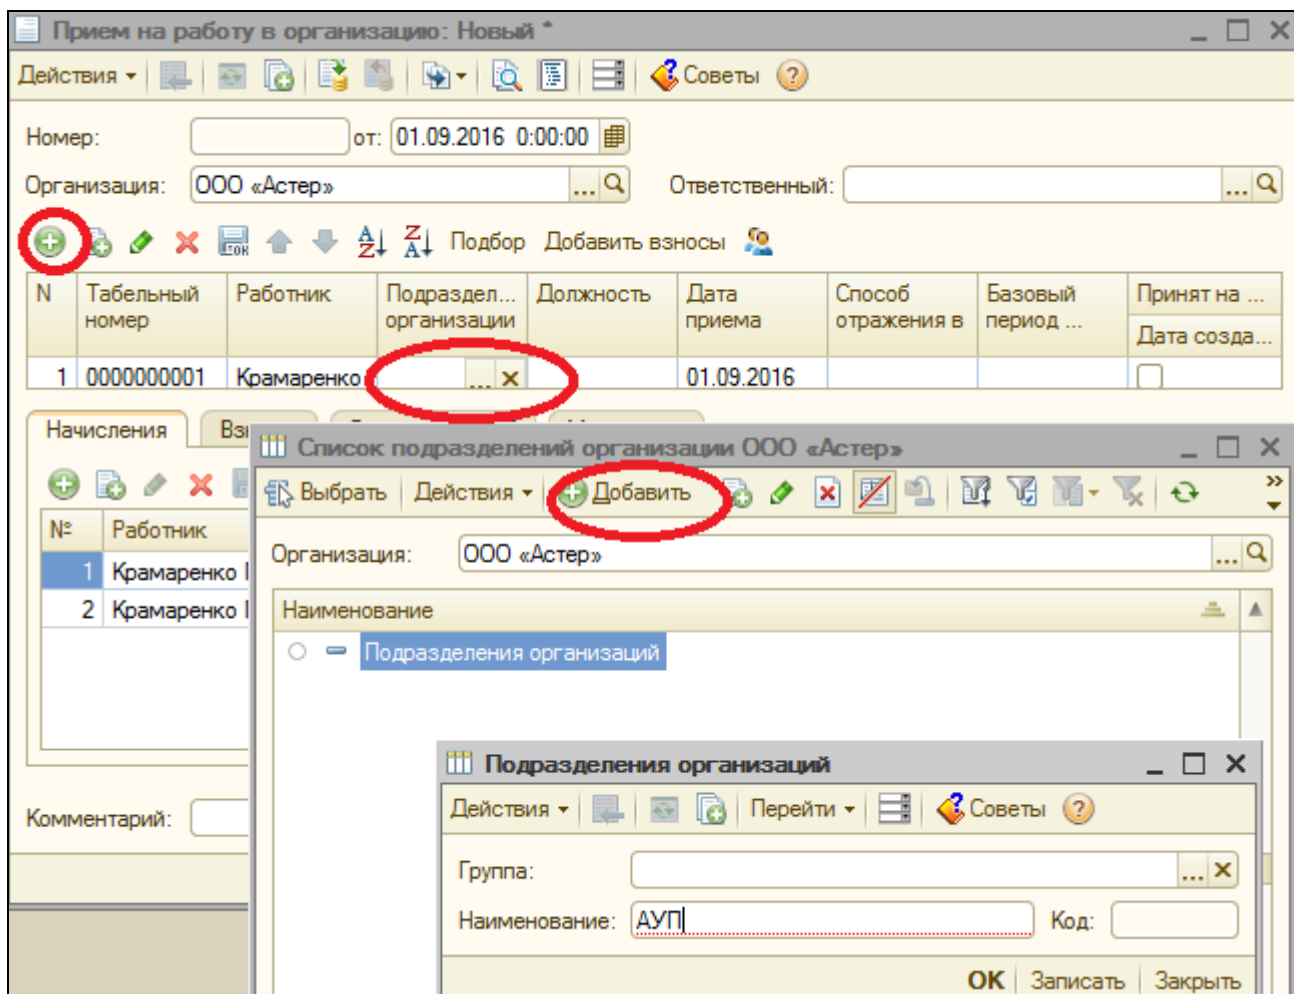 Прием на работу в организацию: Новый *
Действия Советы
Номер: от: 01.09.2016 0:00:00
Организация: ООО «Астер» ... Ответственный: ...
Подбор Добавить взносы
N Табельный номер Работник Подраздел... организации Должность Дата приема Способ отражения в Базовый период ... Принят на ...
Дата созда...
1 0000000001 Крамаренко ... 01.09.2016
Начисления
Список подразделений организации ООО «Астер»
Выбрать Действия Добавить
№ Работник
Организация: ООО «Астер» ...
1 Крамаренко
Наименование
2 Крамаренко
Подразделения организаций
Подразделения организаций
Действия Перейти Советы
Комментарий:
Группа: ...
Наименование: АУП Код:
OK Записать Закрыть